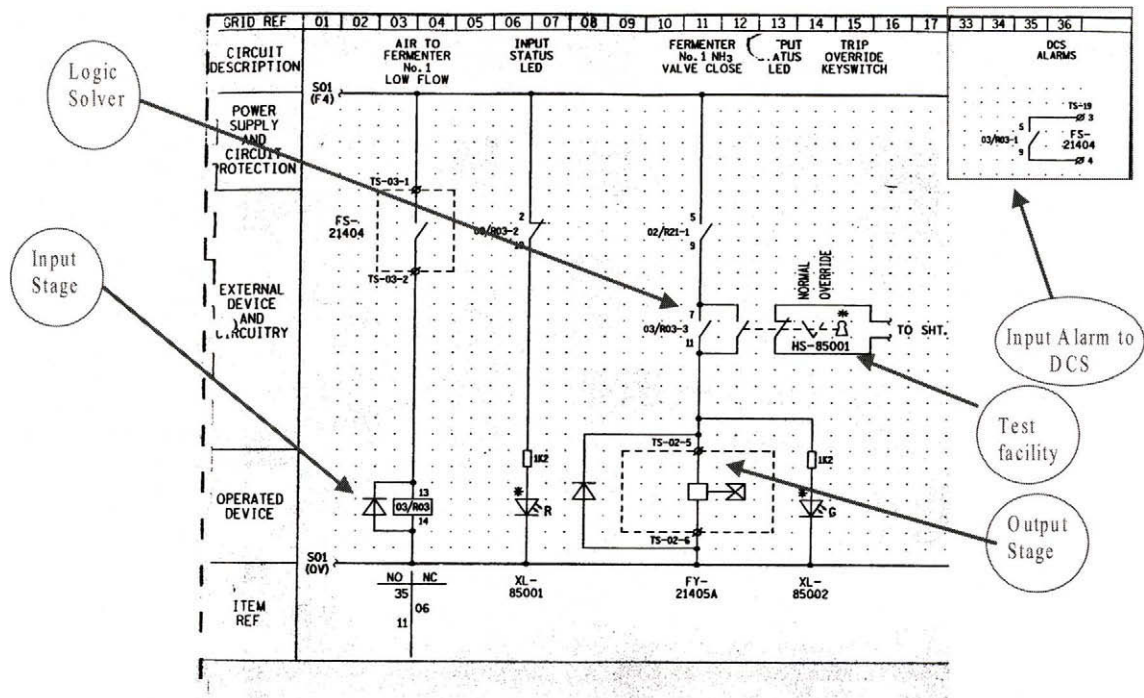 GRID REF 01 02 03 04 05 06 07 08 09 10 11 12 13 14 15 16 17 33 34 35 36
CIRCUIT
DESCRIPTION
AIR TO
FERMENTER
No.1
LOW FLOW
INPUT
STATUS
LED
FERMENTER
No.1 NH3
VALVE CLOSE
PUT
ATUS
LED
TRIP
OVERRIDE
KEYSWITCH
DCS
ALARMS
Logic
Solver
S01
(F4)
POWER
SUPPLY
AND
CIRCUIT
PROTECTION
TS-19
3
5
03/R03-1
9
FS-
21404
4
TS-03-1
FS-
21404
TS-03-2
2
03/R03-2
10
5
02/R21-1
9
Input
Stage
EXTERNAL
DEVICE
AND
CIRCUITRY
NORMAL
OVERRIDE
7
03/R03-3
11
*
HS-85001
TO SHT.
Input Alarm to
DCS
Test
facility
TS-02-5
1K2
1K2
OPERATED
DEVICE
13
03/R03
14
*
R
*
G
TS-02-6
Output
Stage
S01
(0V)
ITEM
REF
NO NC
35
06
11
XL-
85001
FY-
21405A
XL-
85002